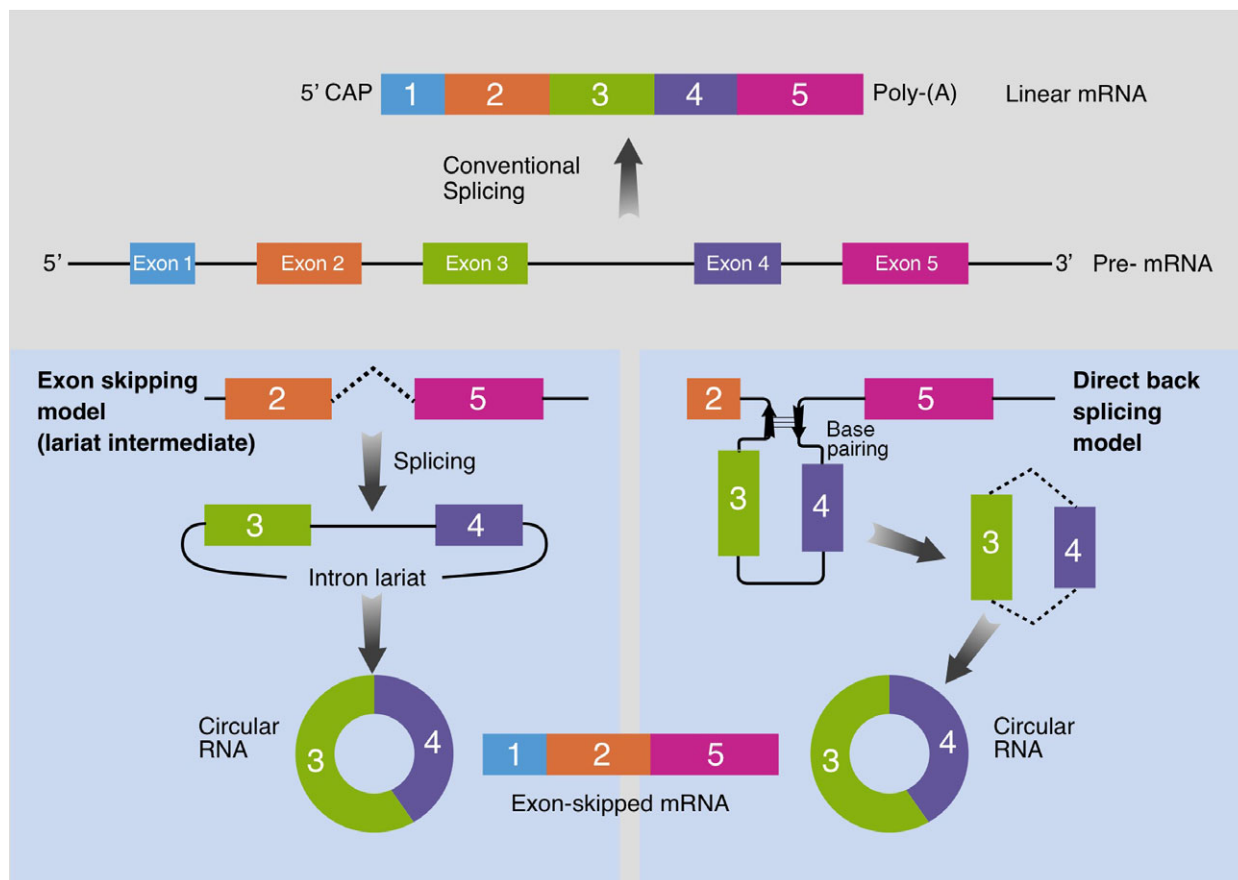 5’ CAP 1 2 3 4 5 Poly-(A) Linear mRNA
Conventional
Splicing
5’ Exon 1 Exon 2 Exon 3 Exon 4 Exon 5 3’ Pre- mRNA
Exon skipping
model
(lariat intermediate)
2 5
Splicing
3 4
Intron lariat
Circular
RNA
3 4
Direct back
splicing
model
2 5
Base
pairing
3 4
3 4
3 4
Circular
RNA
1 2 5
Exon-skipped mRNA